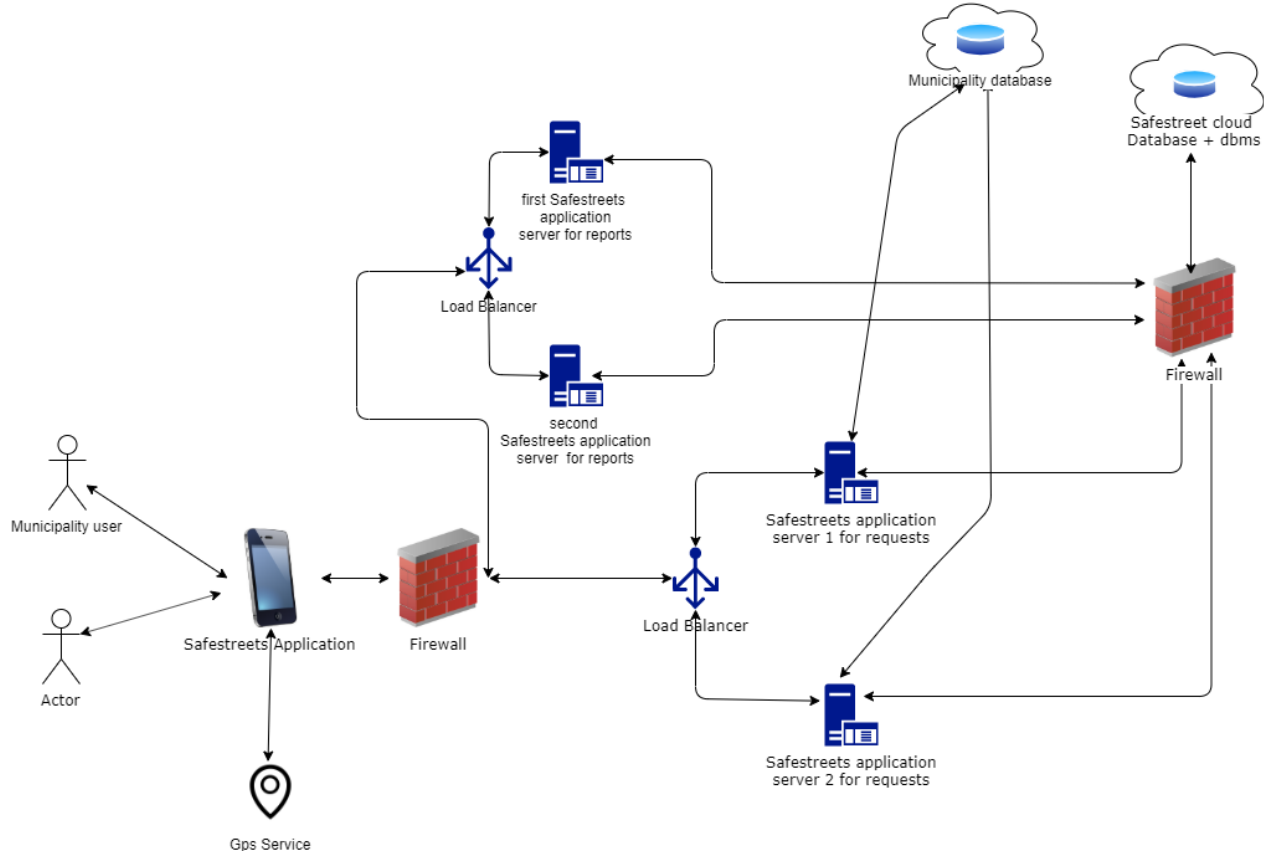 Municipality database
Safestreet cloud
Database + dbms
first Safestreets
application
server for reports
Load Balancer
Firewall
second
Safestreets application
server for reports
Municipality user
Safestreets application
server 1 for requests
Safestreets Application
Firewall
Load Balancer
Actor
Safestreets application
server 2 for requests
Gps Service